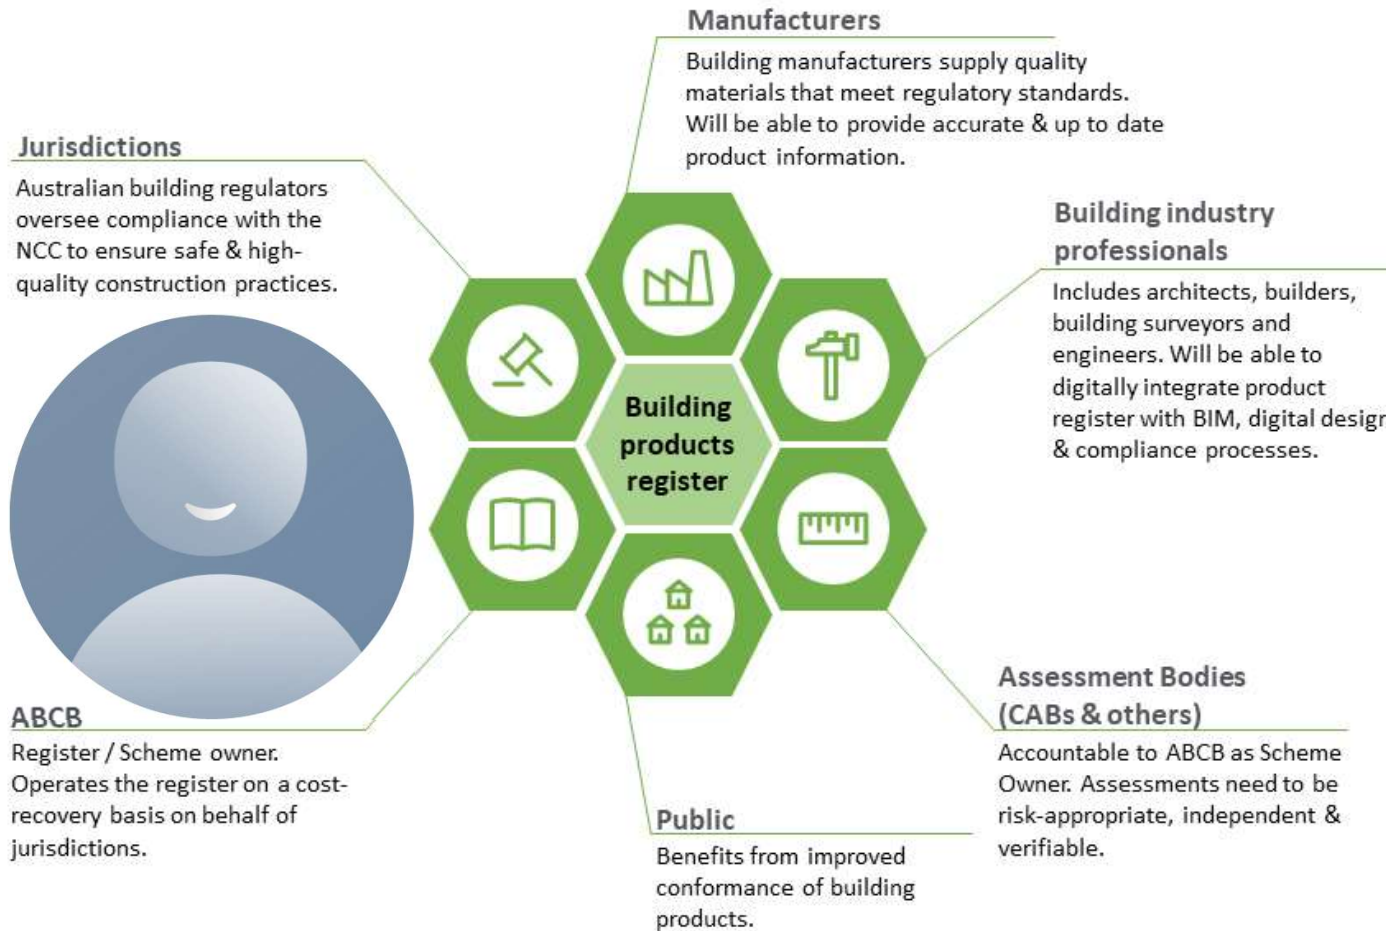 Manufacturers
Building manufacturers supply quality
materials that meet regulatory standards.
Will be able to provide accurate & up to date
product information.
Jurisdictions
Australian building regulators
oversee compliance with the
NCC to ensure safe & high-
quality construction practices.
Building industry
professionals
Includes architects, builders,
building surveyors and
engineers. Will be able to
digitally integrate product
register with BIM, digital design
& compliance processes.
Building
products
register
Assessment Bodies
(CABs & others)
Accountable to ABCB as Scheme
Owner. Assessments need to be
risk-appropriate, independent &
verifiable.
ABCB
Register / Scheme owner.
Operates the register on a cost-
recovery basis on behalf of
jurisdictions.
Public
Benefits from improved
conformance of building
products.